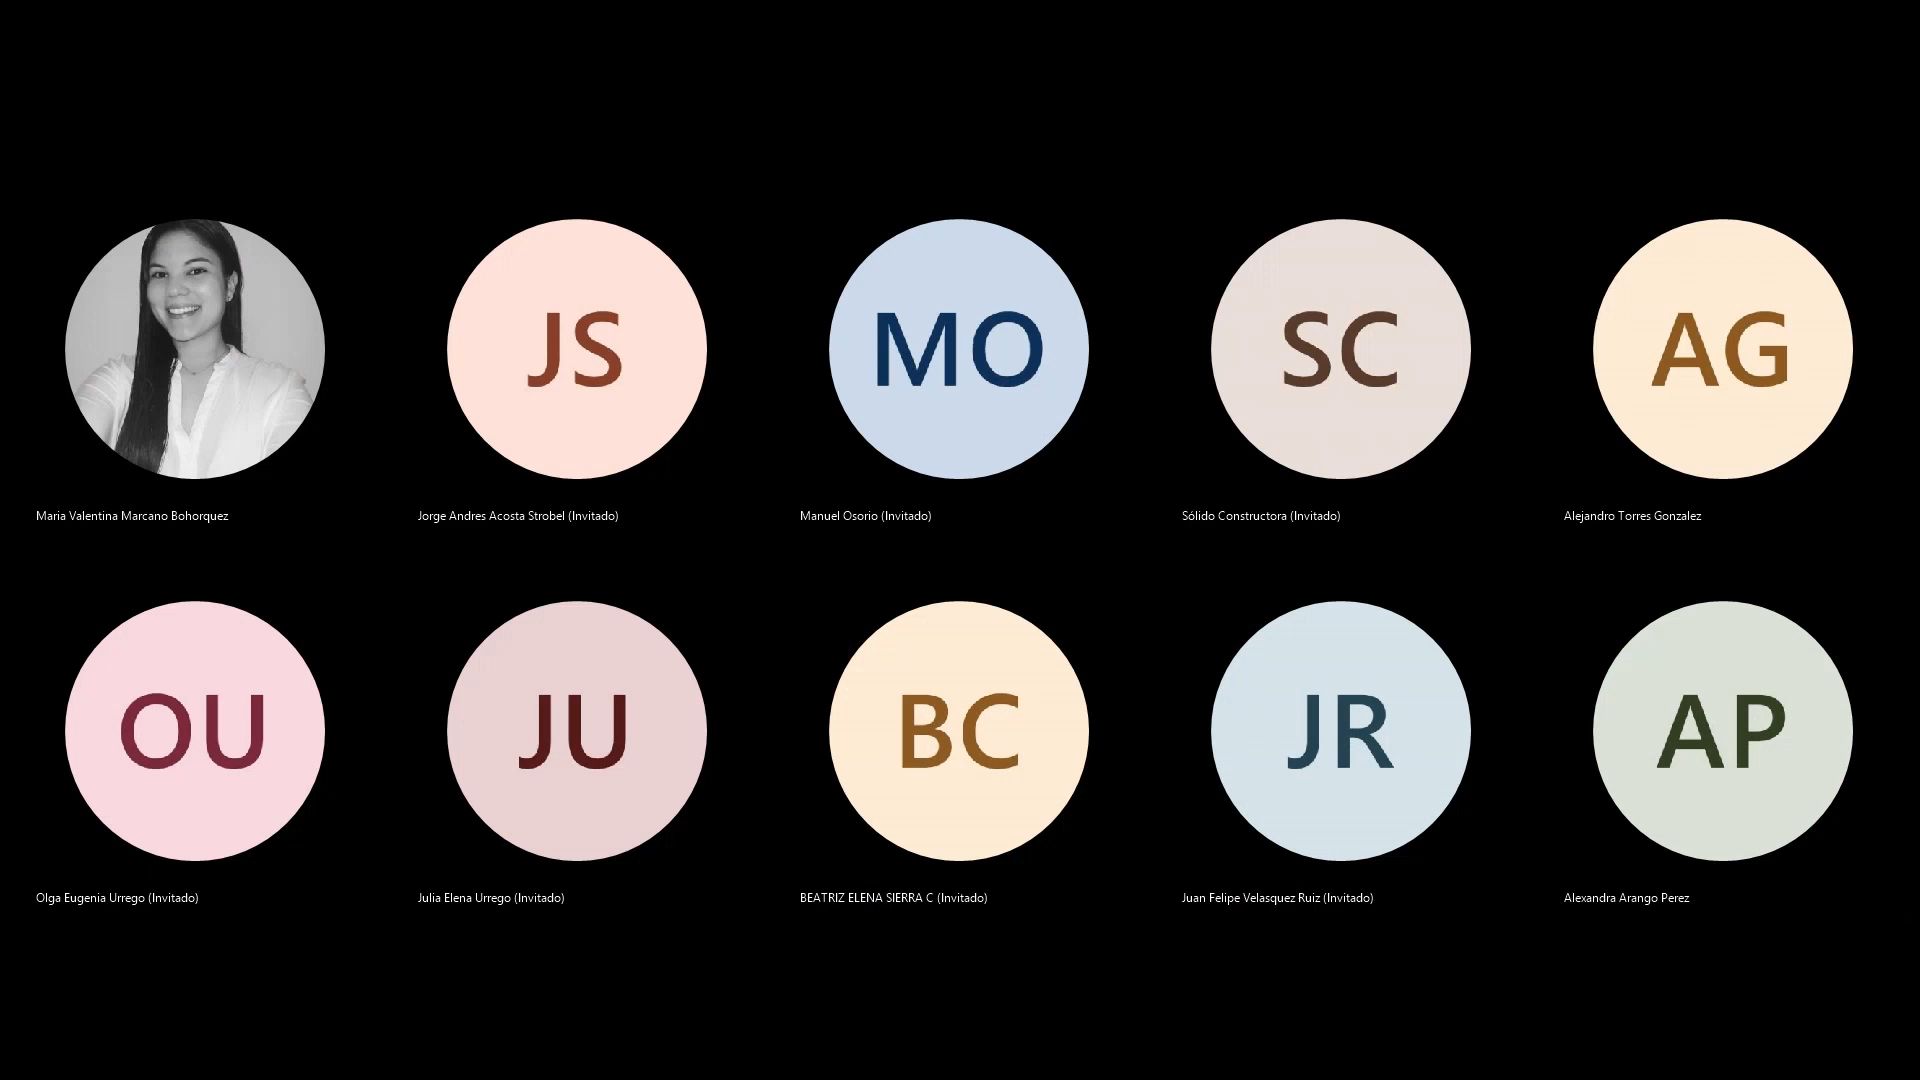 JS
MO
SC
AG
Maria Valentina Marcano Bohorquez
Jorge Andres Acosta Strobel (Invitado)
Manuel Osorio (Invitado)
Sólido Constructora (Invitado)
Alejandro Torres Gonzalez
OU
JU
BC
JR
AP
Olga Eugenia Urrego (Invitado)
Julia Elena Urrego (Invitado)
BEATRIZ ELENA SIERRA C (Invitado)
Juan Felipe Velasquez Ruiz (Invitado)
Alexandra Arango Perez